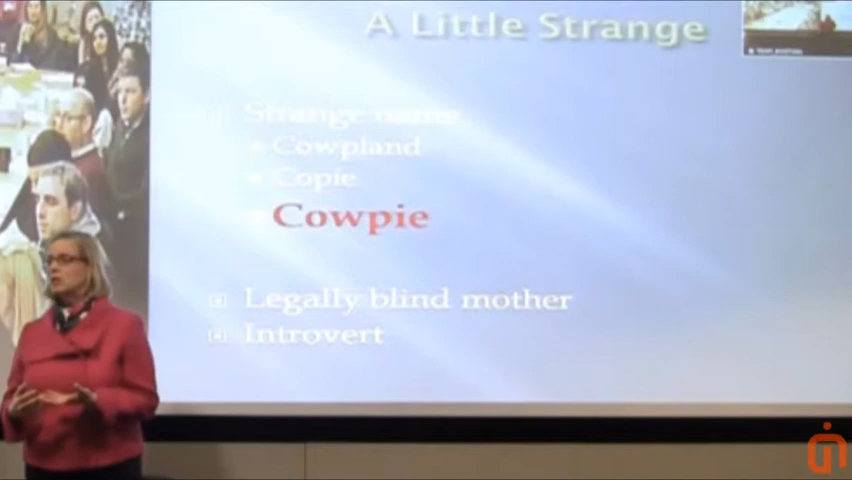 A Little Strange
Strange name
Cowpland
Copie
Cowpie
Legally blind mother
Introvert